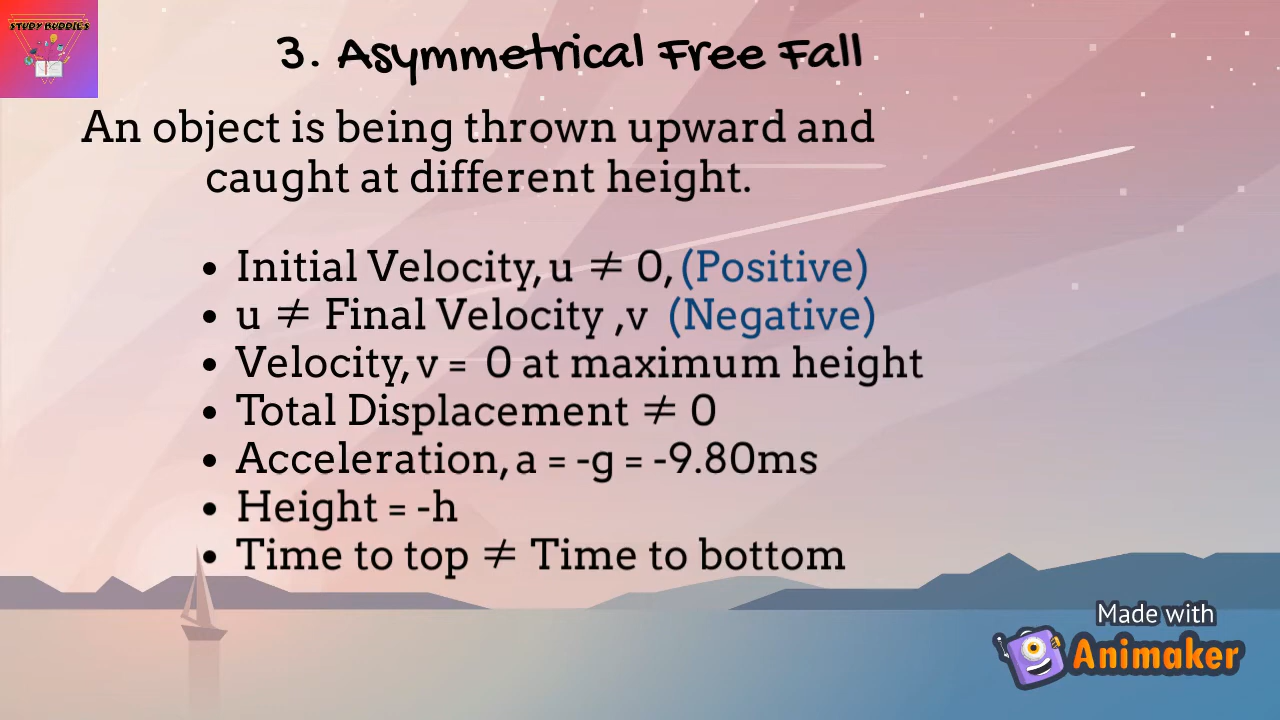 STUDY BUDDIES
3. Asymmetrical Free Fall
An object is being thrown upward and
caught at different height.
• Initial Velocity, u ≠ 0, (Positive)
• u ≠ Final Velocity ,v (Negative)
• Velocity, v = 0 at maximum height
• Total Displacement ≠ 0
• Acceleration, a = -g = -9.80ms
• Height = -h
• Time to top ≠ Time to bottom
Made with
Animaker